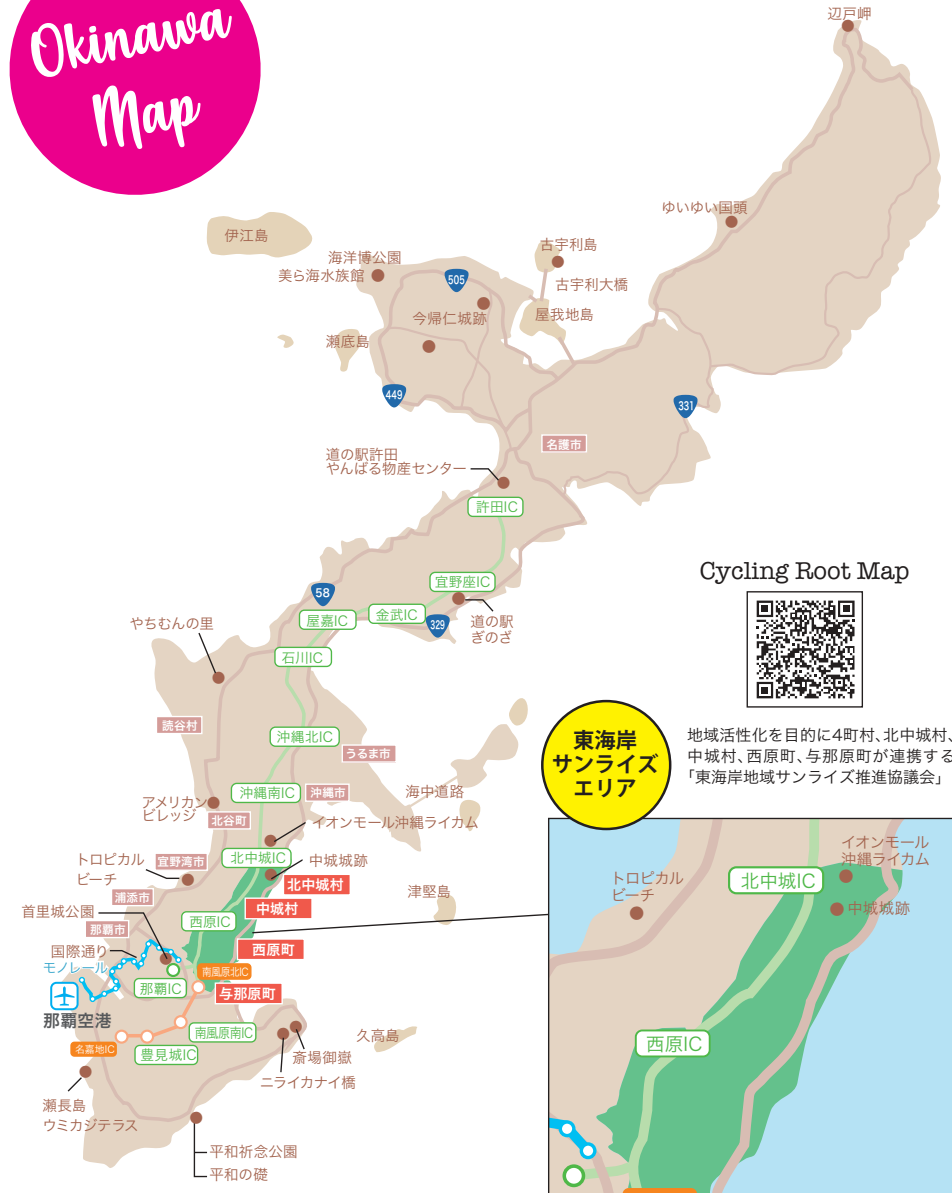 Okinawa
Map
辺戸岬
ゆいゆい国頭
伊江島
海洋博公園
美ら海水族館
505
古宇利島
古宇利大橋
今帰仁城跡
屋我地島
瀬底島
449
331
名護市
道の駅許田
やんばる物産センター
許田IC
宜野座IC
58
屋嘉IC
金武IC
329
道の駅
ぎのざ
やちむんの里
石川IC
読谷村
沖縄北IC
うるま市
沖縄南IC
沖縄市
海中道路
アメリカン
ビレッジ
北谷町
イオンモール沖縄ライカム
北中城IC
中城城跡
トロピカル
ビーチ
宜野湾市
北中城村
浦添市
中城村
津堅島
首里城公園
西原IC
那覇市
西原町
国際通り
モノレール
南風原北IC
那覇IC
与那原町
那覇空港
南風原南IC
久高島
名嘉地IC
豊見城IC
斎場御嶽
ニライカナイ橋
瀬長島
ウミカジテラス
平和祈念公園
平和の礎
Cycling Root Map
東海岸
サンライズ
エリア
地域活性化を目的に4町村、北中城村、
中城村、西原町、与那原町が連携する
「東海岸地域サンライズ推進協議会」
イオンモール
沖縄ライカム
トロピカル
ビーチ
北中城IC
中城城跡
西原IC